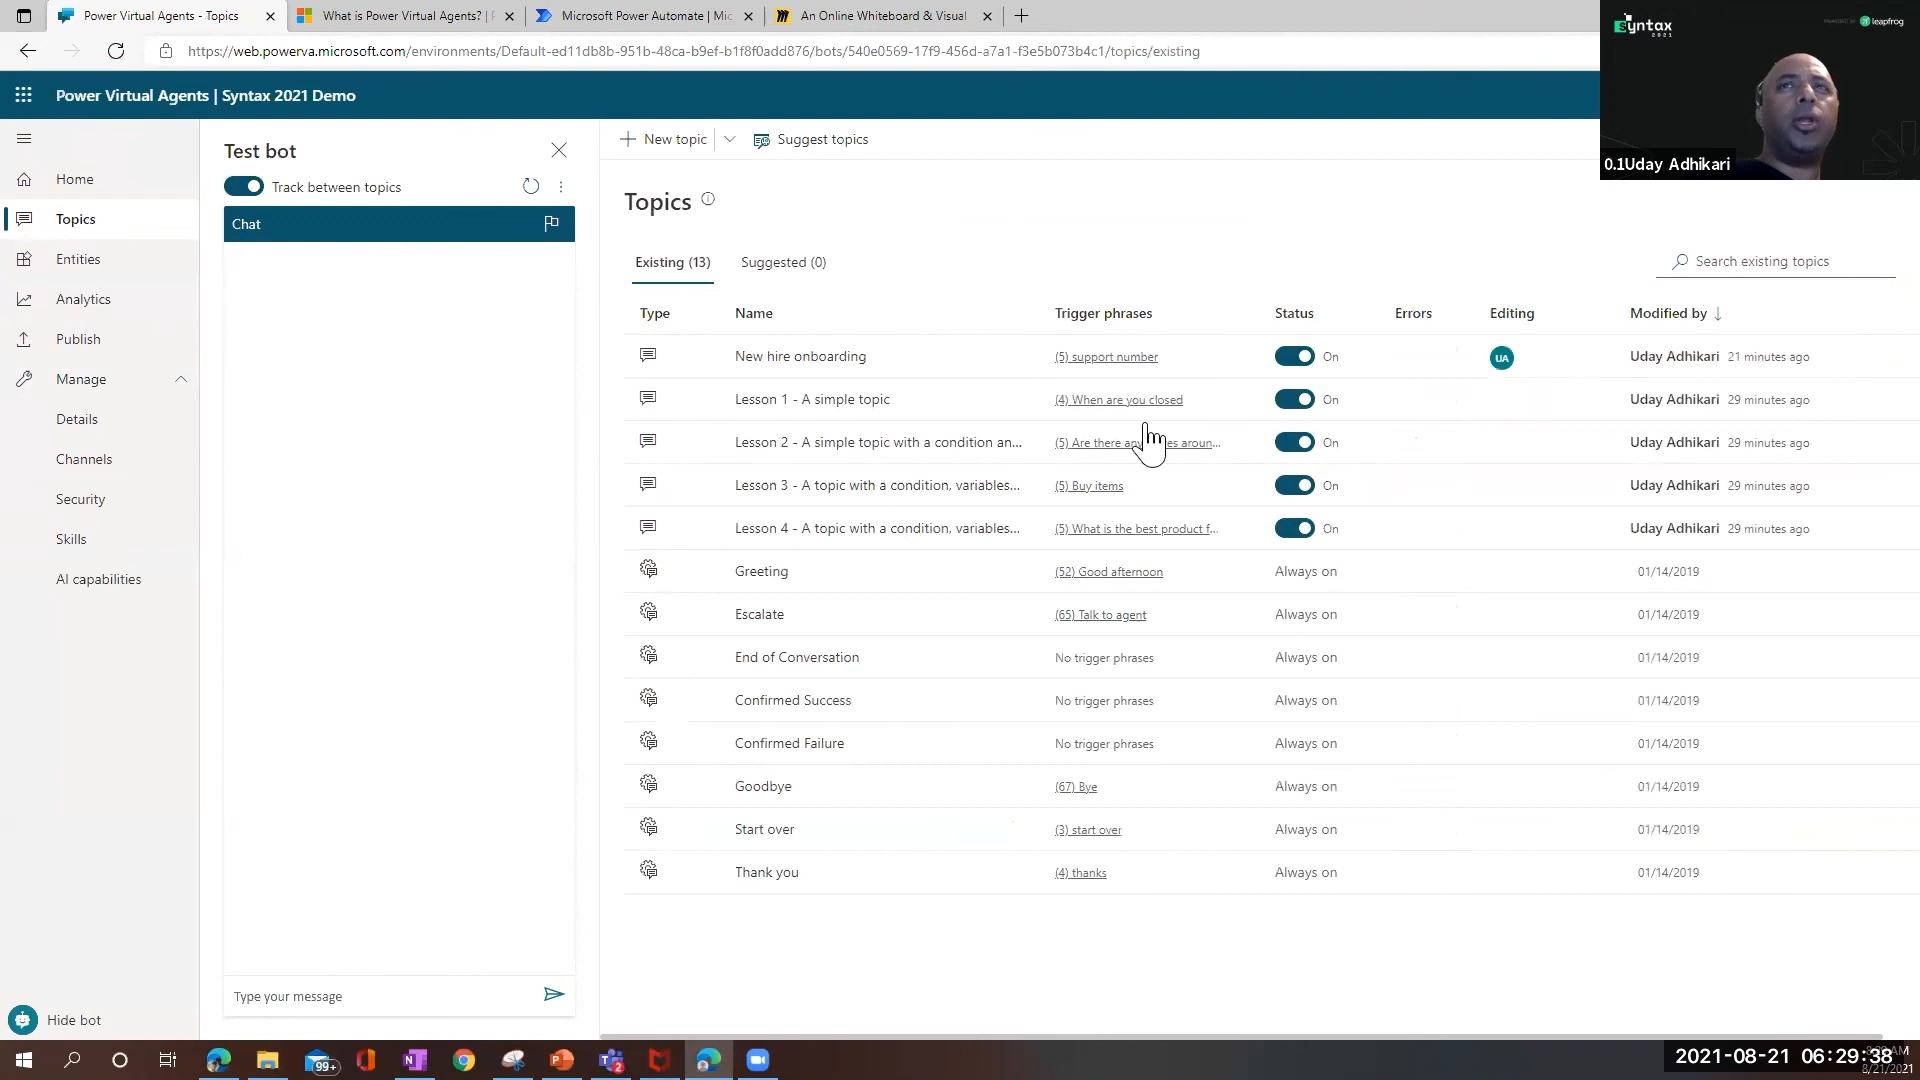 Power Virtual Agents - Topics
What is Power Virtual Agents? |
Microsoft Power Automate | Mic
An Online Whiteboard & Visual
https://web.powerva.microsoft.com/environments/Default-ed11db8b-951b-48ca-b9ef-b1f8f0add876/bots/540e0569-17f9-456d-a7a1-f3e5b073b4c1/topics/existing
Syntax
2021
leapfrog
0.1Uday Adhikari
Power Virtual Agents | Syntax 2021 Demo
Home
Topics
Entities
Analytics
Publish
Manage
Details
Channels
Security
Skills
AI capabilities
Hide bot
Test bot
Track between topics
Chat
Type your message
New topic
Suggest topics
Topics
Existing (13) Suggested (0)
Search existing topics
Type Name Trigger phrases Status Errors Editing Modified by
New hire onboarding (5) support number On UA Uday Adhikari 21 minutes ago
Lesson 1 - A simple topic (4) When are you closed On Uday Adhikari 29 minutes ago
Lesson 2 - A simple topic with a condition an... (5) Are there any aroun... On Uday Adhikari 29 minutes ago
Lesson 3 - A topic with a condition, variables... (5) Buy items On Uday Adhikari 29 minutes ago
Lesson 4 - A topic with a condition, variables... (5) What is the best product f... On Uday Adhikari 29 minutes ago
Greeting (52) Good afternoon Always on 01/14/2019
Escalate (65) Talk to agent Always on 01/14/2019
End of Conversation No trigger phrases Always on 01/14/2019
Confirmed Success No trigger phrases Always on 01/14/2019
Confirmed Failure No trigger phrases Always on 01/14/2019
Goodbye (67) Bye Always on 01/14/2019
Start over (3) start over Always on 01/14/2019
Thank you (4) thanks Always on 01/14/2019
99+
2
2021-08-21 06:29:38
8/21/2021